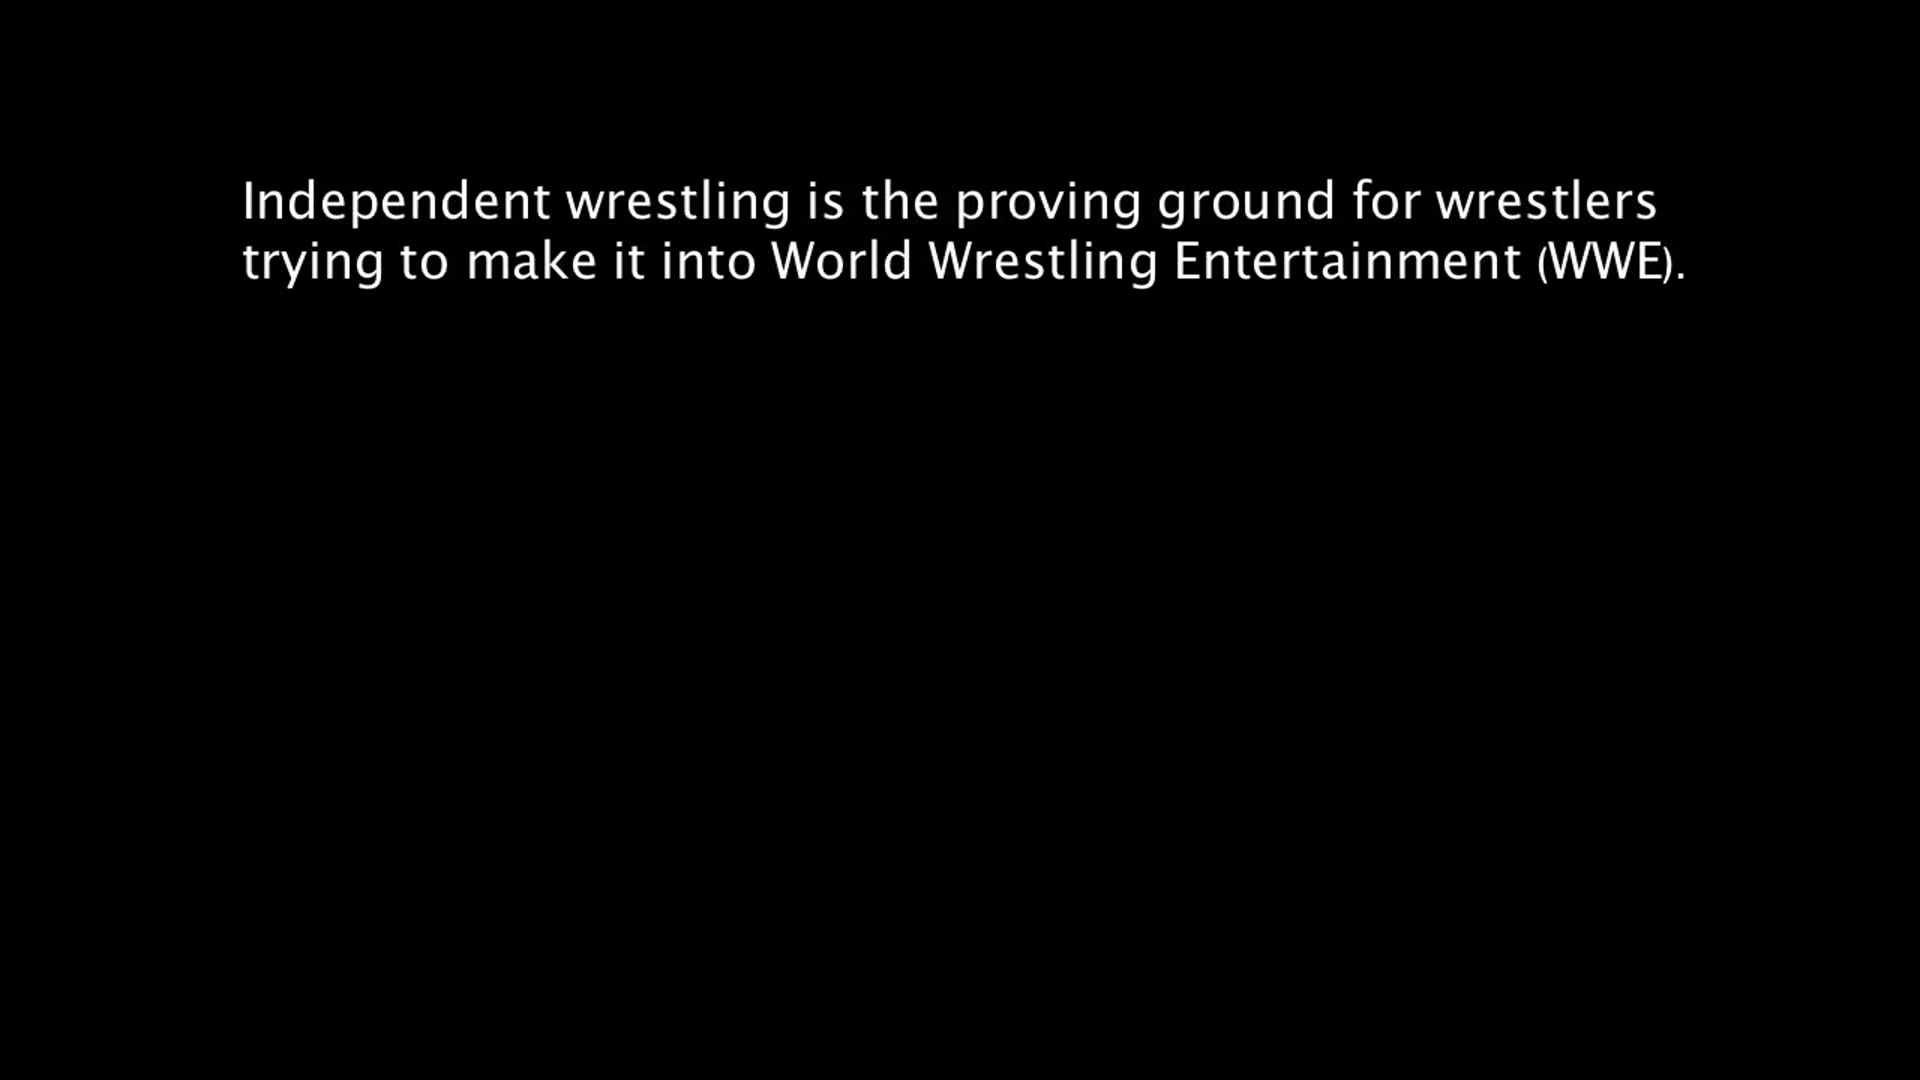 Independent wrestling is the proving ground for wrestlers
trying to make it into World Wrestling Entertainment (WWE).